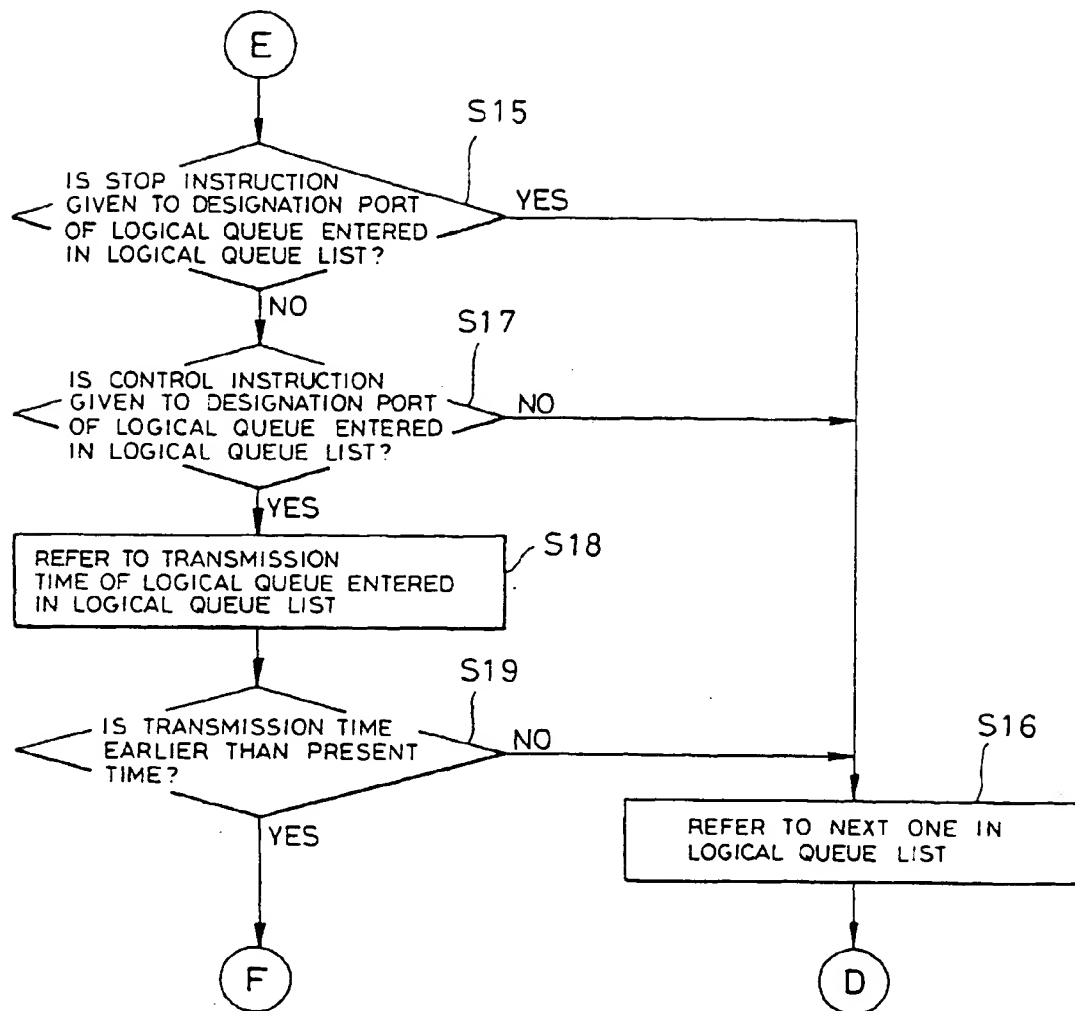 E
S15
IS STOP INSTRUCTION
GIVEN TO DESIGNATION PORT
OF LOGICAL QUEUE ENTERED
IN LOGICAL QUEUE LIST?
YES
NO
S17
IS CONTROL INSTRUCTION
GIVEN TO DESIGNATION PORT
OF LOGICAL QUEUE ENTERED
IN LOGICAL QUEUE LIST?
NO
YES
S18
REFER TO TRANSMISSION
TIME OF LOGICAL QUEUE ENTERED
IN LOGICAL QUEUE LIST
S19
IS TRANSMISSION TIME
EARLIER THAN PRESENT
TIME?
NO
YES
S16
REFER TO NEXT ONE IN
LOGICAL QUEUE LIST
F
D